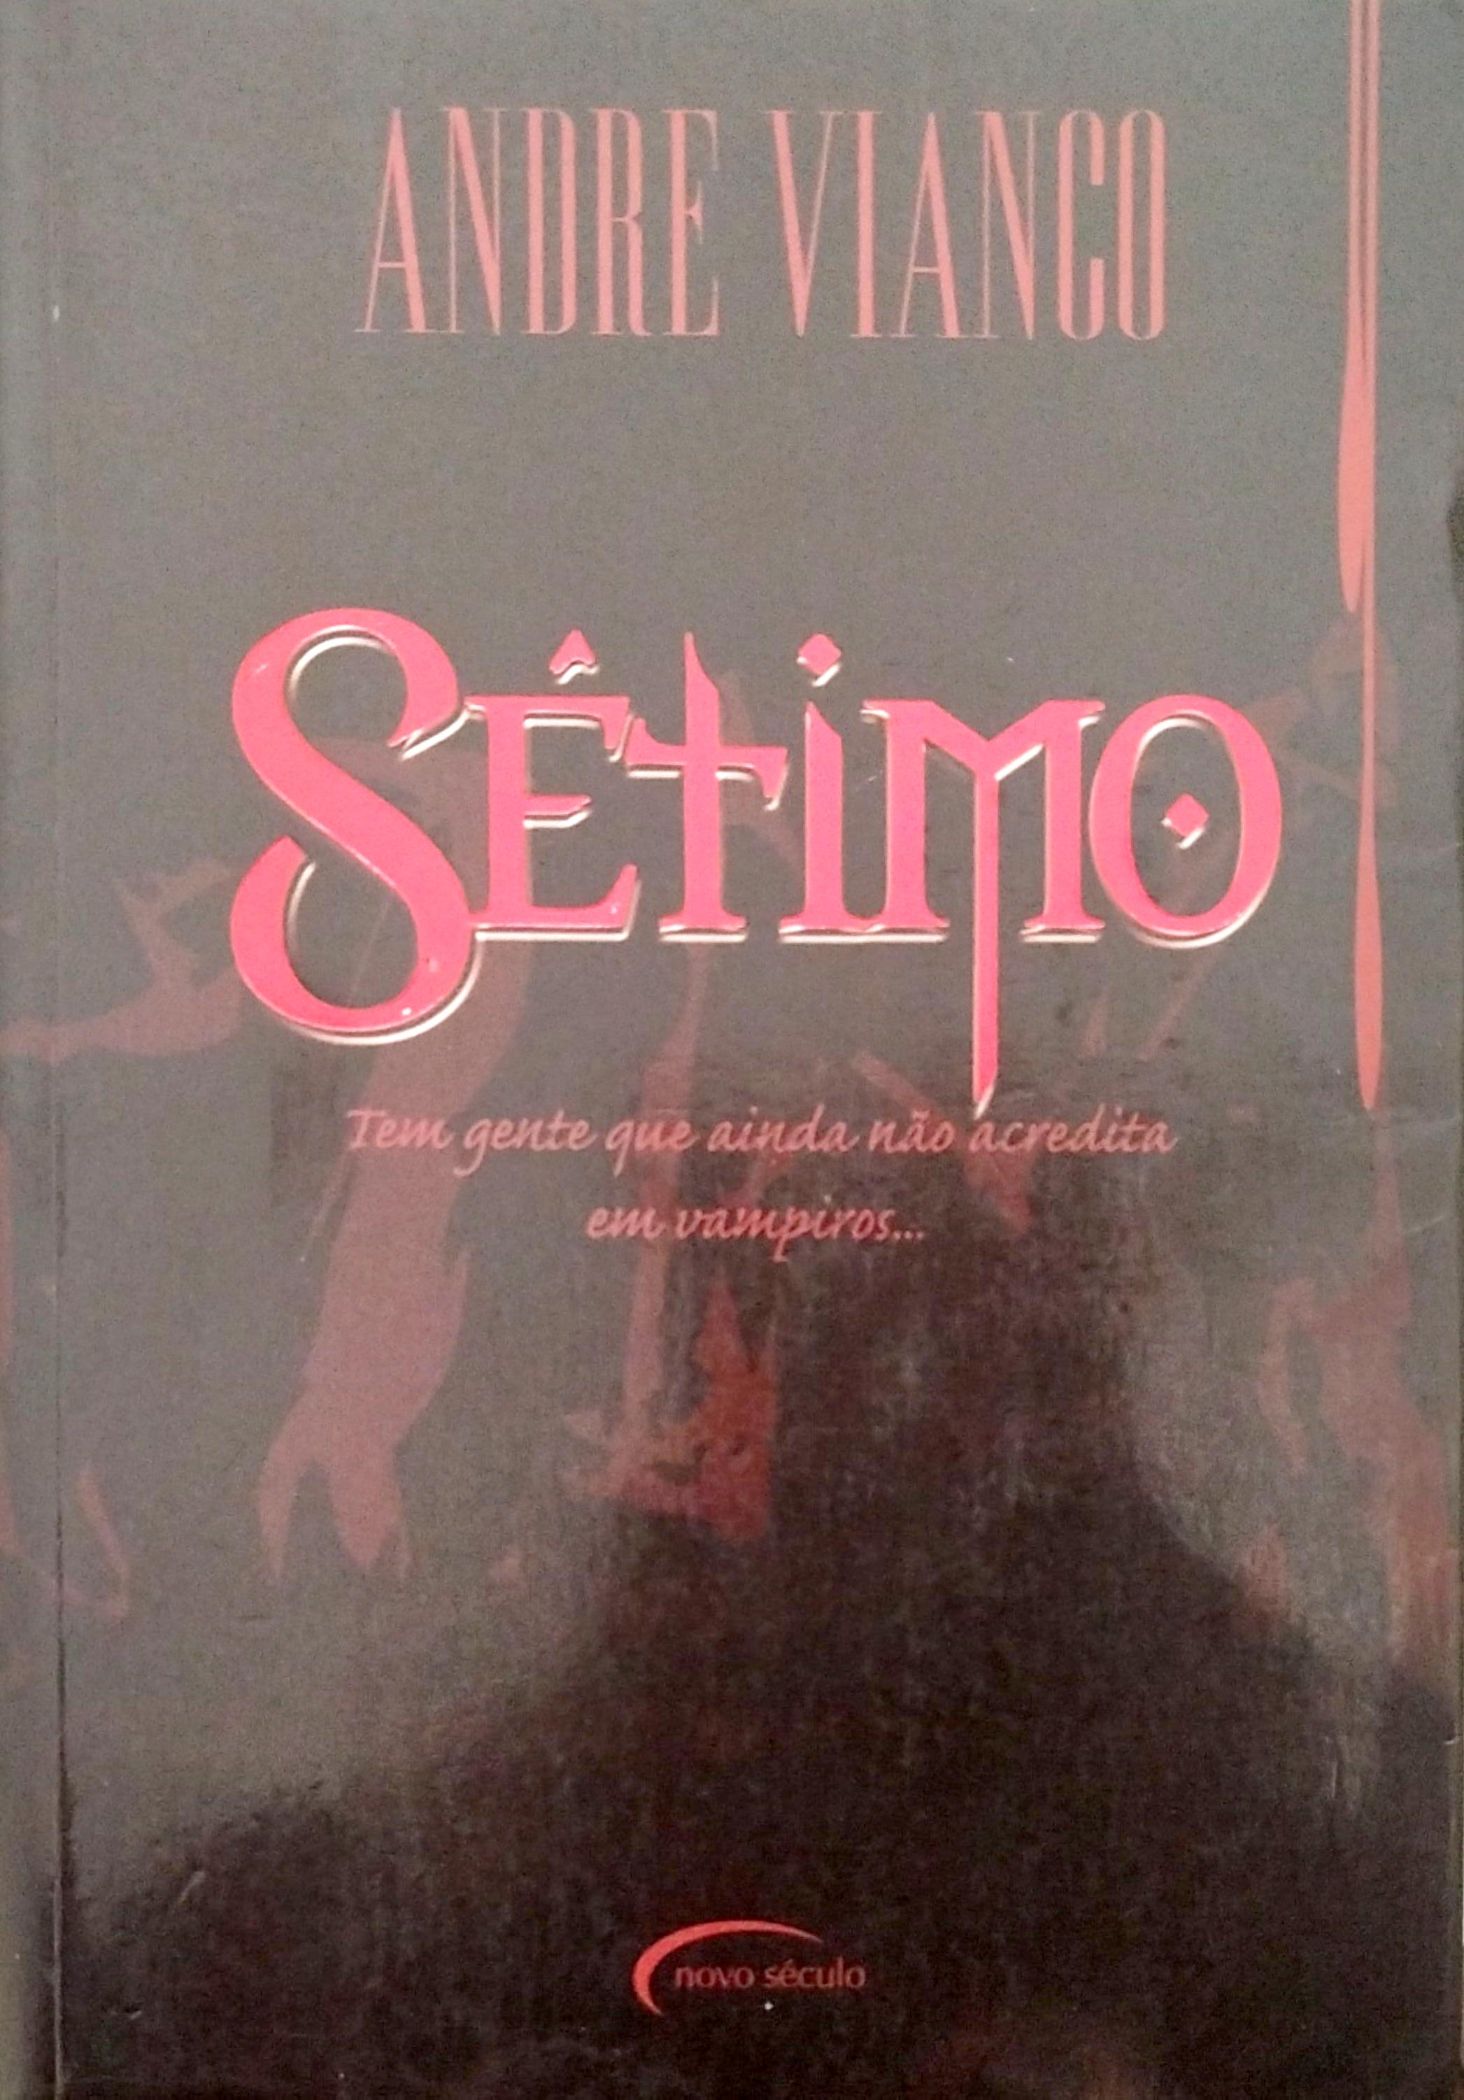 ANDRE VIANCO
SÊTIMO
Tem gente que ainda não acredita
em vampiros...
novo século